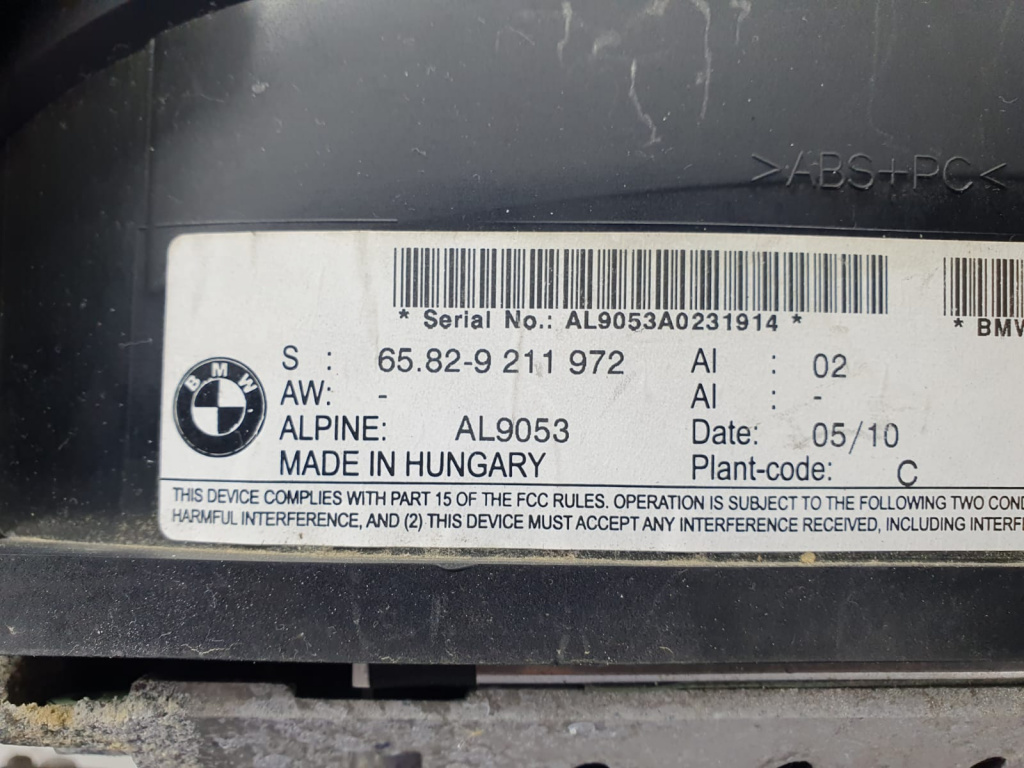 >ABS+PC<
* Serial No.: AL9053A0231914 *
* BMW
BMW
S : 65.82-9 211 972 AI : 02
AW: - AI : -
ALPINE: AL9053 Date: 05/10
MADE IN HUNGARY Plant-code: C
THIS DEVICE COMPLIES WITH PART 15 OF THE FCC RULES. OPERATION IS SUBJECT TO THE FOLLOWING TWO COND
HARMFUL INTERFERENCE, AND (2) THIS DEVICE MUST ACCEPT ANY INTERFERENCE RECEIVED, INCLUDING INTERF